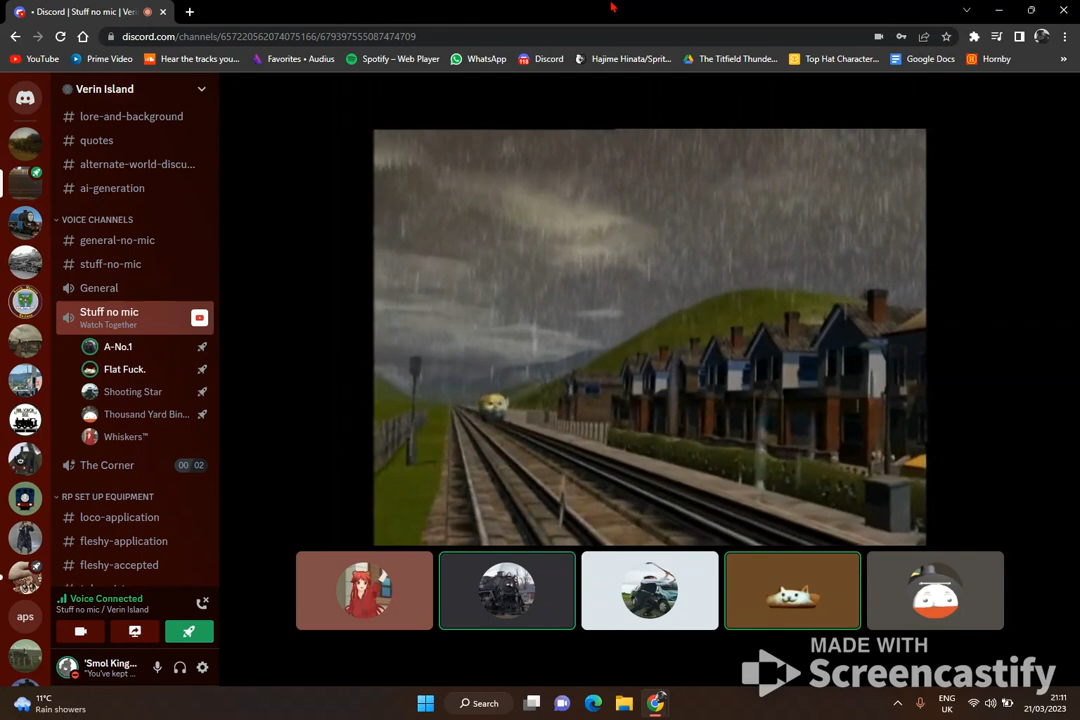 • Discord | Stuff no mic | Veri
discord.com/channels/657220562074075166/679397555087474709
YouTube
Prime Video
Hear the tracks you...
Favorites • Audius
Spotify – Web Player
WhatsApp
Discord
Hajime Hinata/Sprit...
The Titfield Thunde...
Top Hat Character...
Google Docs
Hornby
Verin Island
lore-and-background
quotes
alternate-world-discu...
ai-generation
VOICE CHANNELS
general-no-mic
stuff-no-mic
General
Stuff no mic
Watch Together
A-No.1
Flat Fuck.
Shooting Star
Thousand Yard Bin...
Whiskers™
The Corner 00 02
RP SET UP EQUIPMENT
loco-application
fleshy-application
fleshy-accepted
Voice Connected
Stuff no mic / Verin Island
aps
'Smol King...
"You've kept ...
MADE WITH
Screencastify
11°C
Rain showers
Search
ENG
UK
21:11
21/03/2023